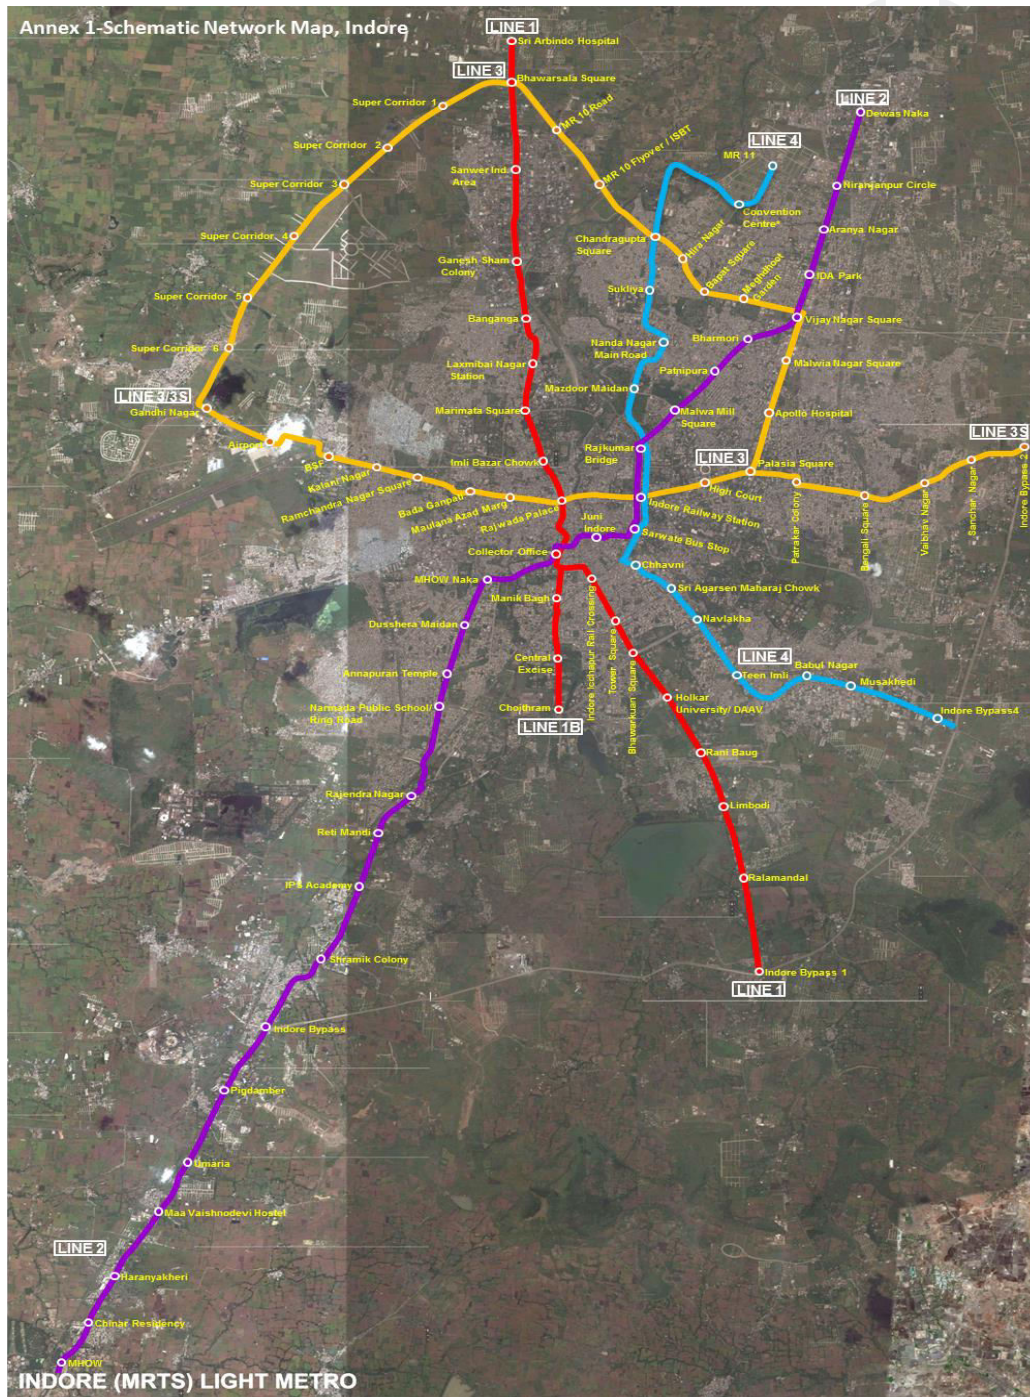 Annex 1-Schematic Network Map, Indore
LINE 1
Sri Arbindo Hospital
LINE 3
Bhawarsala Square
Super Corridor 1
LINE 2
Dewas Naka
MR 10 Road
Super Corridor 2
MR 10 Flyover / ISBT
LINE 4
MR 11
Sanwer Ind.
Area
Super Corridor 3
Niranjanpur Circle
Convention
Centre*
Super Corridor 4
Chandragupta
Square
Hira Nagar
Aranya Nagar
Ganesh Sham
Colony
Bapat Square
Meghdhoot
Garden
IDA Park
Super Corridor 5
Sukliya
Banganga
Vijay Nagar Square
Super Corridor 6
Nanda Nagar
Main Road
Bharmori
Laxmibai Nagar
Station
Malwia Nagar Square
Patnipura
LINE 3/3S
Gandhi Nagar
Mazdoor Maidan
Marimata Square
Malwa Mill
Square
Apollo Hospital
Airport
BSF
Kalani Nagar
Ramchandra Nagar Square
Bada Ganpati
Maulana Azad Marg
Rajwada Palace
Imli Bazar Chowk
Rajkumar
Bridge
LINE 3
Palasia Square
LINE 3S
High Court
Indore Railway Station
Patrakar Colony
Bengali Square
Vaibhav Nagar
Sanchar Nagar
Indore Bypass 2
Juni
Indore
Sarwate Bus Stop
Collector Office
Chhavni
MHOW Naka
Manik Bagh
Sri Agarsen Maharaj Chowk
Dusshera Maidan
Indore Icchapur Rail Crossing
Tower Square
Bhawarkuan Square
Navlakha
Central
Excise
LINE 4
Babul Nagar
Annapuran Temple
Teen Imli
Musakhedi
Narmada Public School/
Ring Road
Chojthram
LINE 1B
Holkar
University/ DAAV
Indore Bypass4
Rani Baug
Rajendra Nagar
Limbodi
Reti Mandi
Ralamandal
IPS Academy
Shramik Colony
Indore Bypass 1
LINE 1
Indore Bypass
Pigdamber
Umaria
Maa Vaishnodevi Hostel
LINE 2
Haranyakheri
Chinar Residency
MHOW
INDORE (MRTS) LIGHT METRO